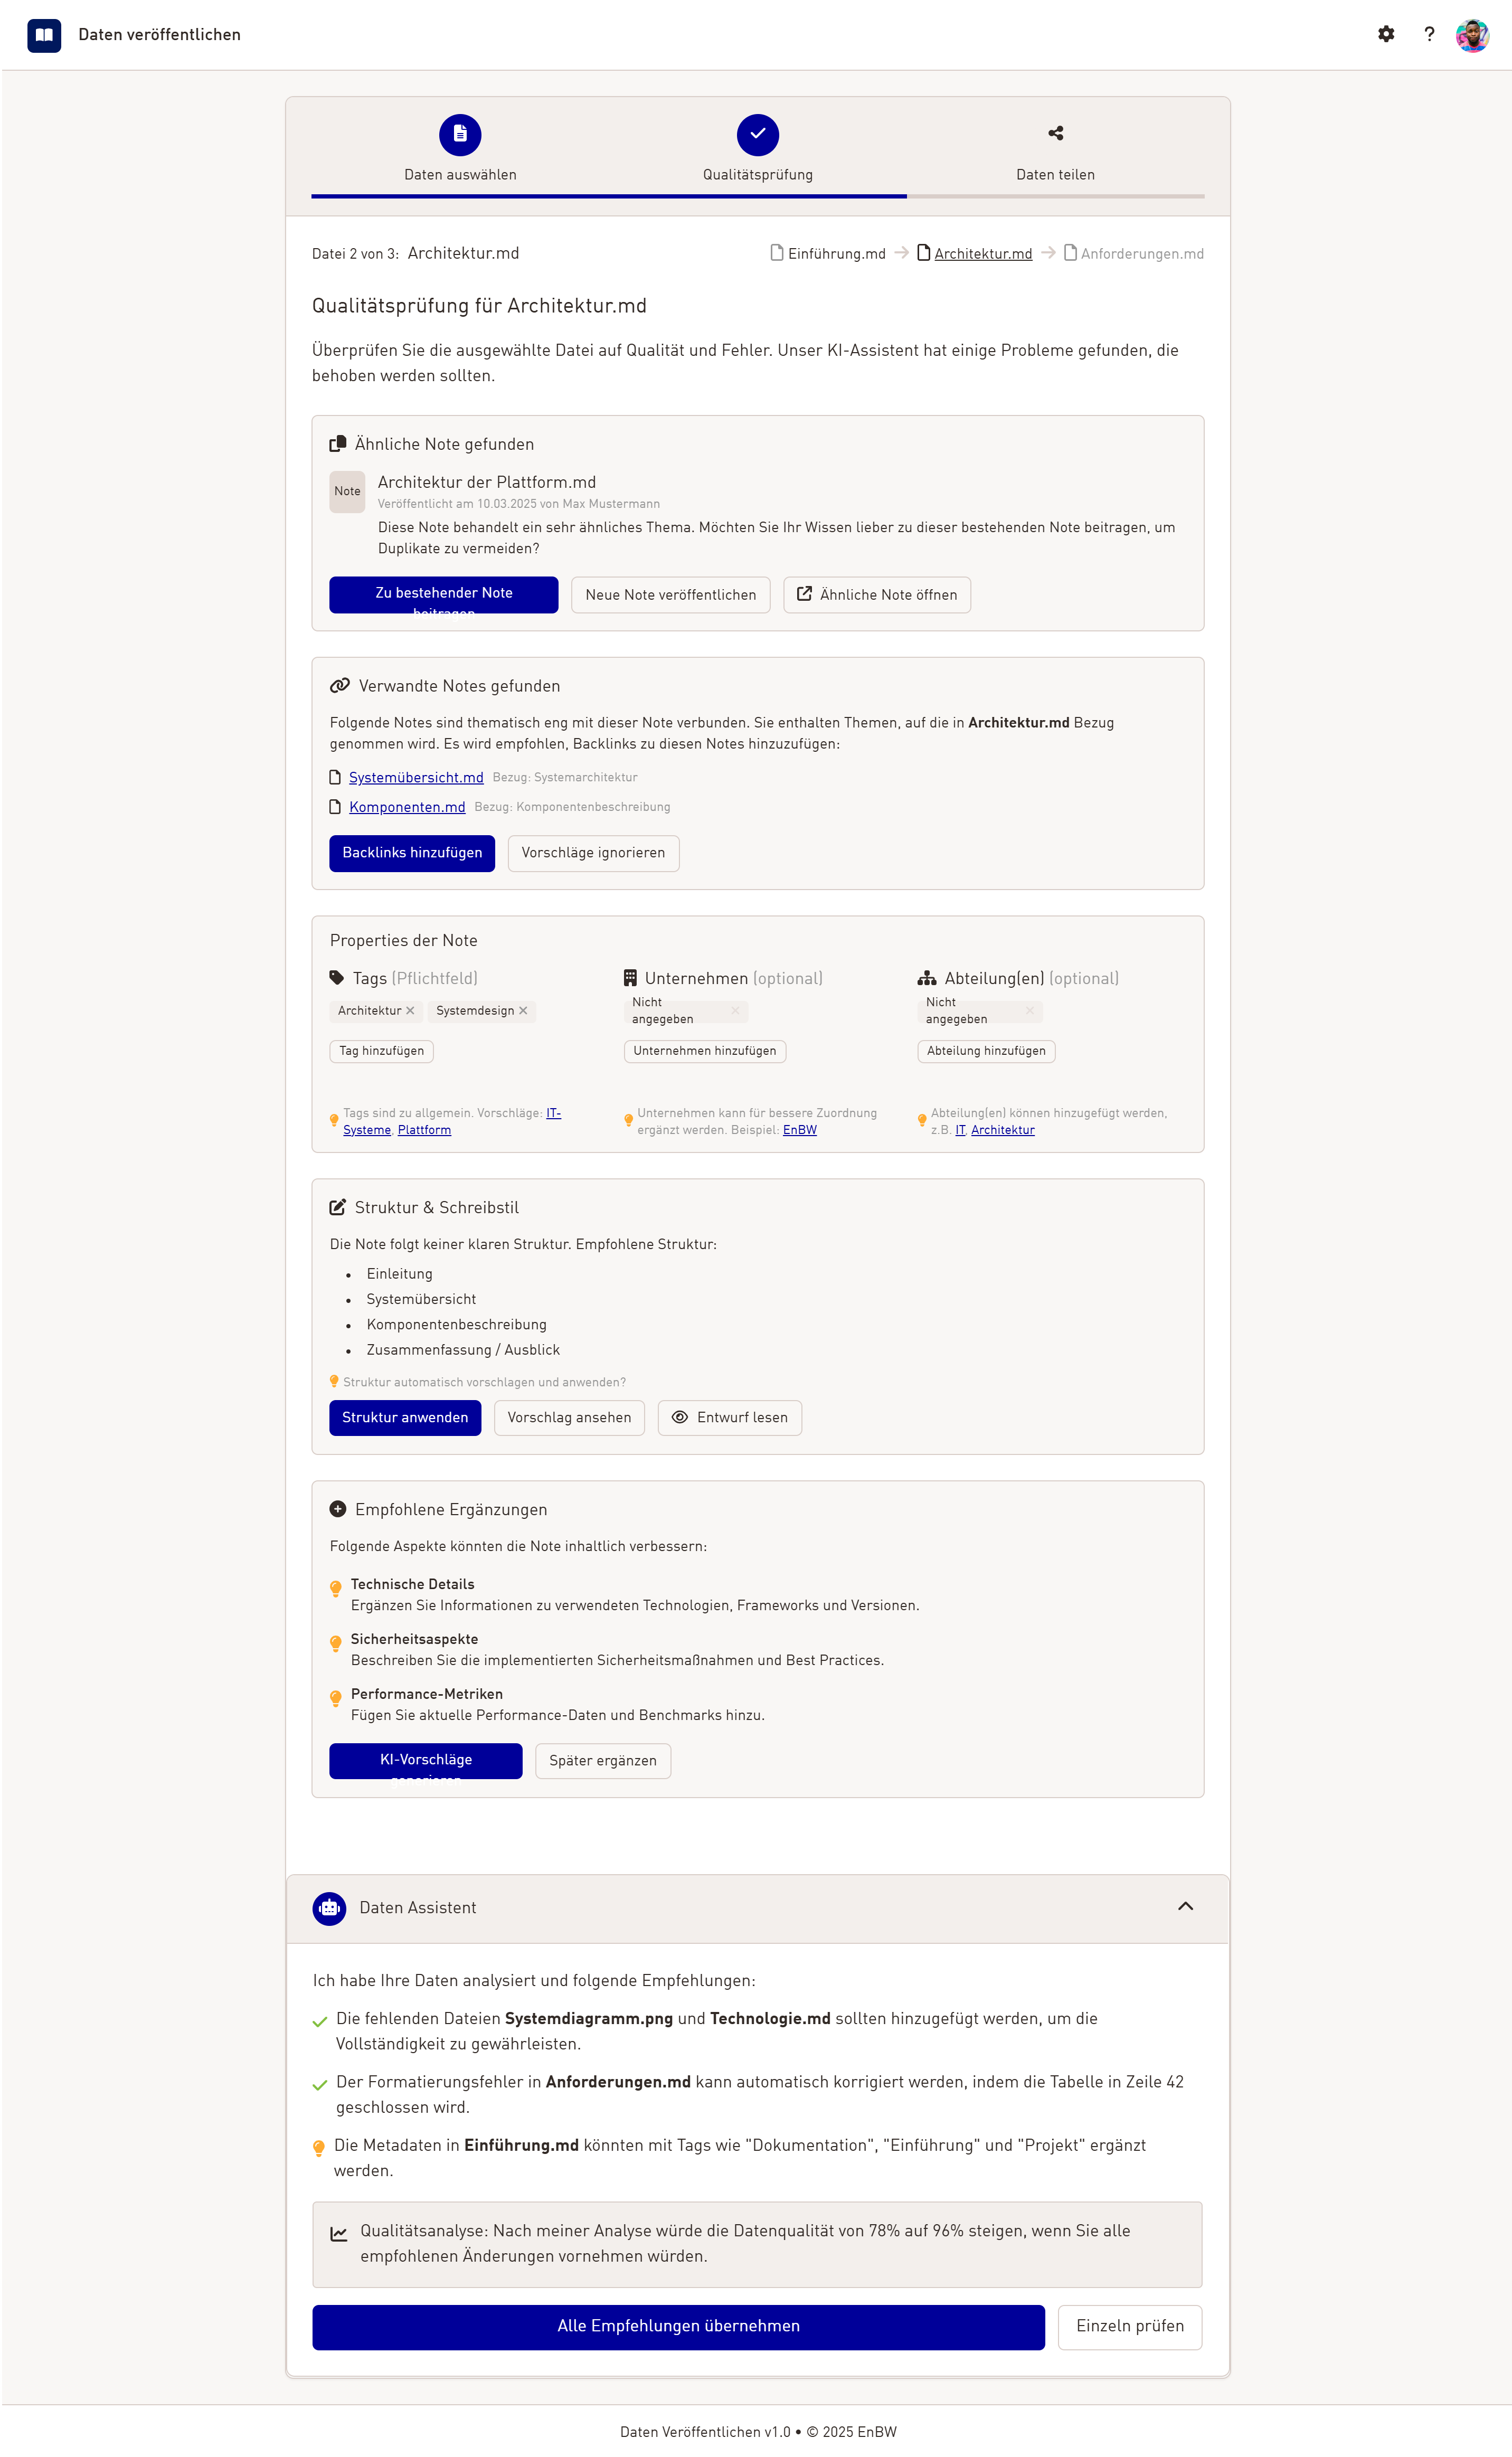 Daten veröffentlichen
?
Daten auswählen
Qualitätsprüfung
Daten teilen
Datei 2 von 3: Architektur.md
Einführung.md
Architektur.md
Anforderungen.md
Qualitätsprüfung für Architektur.md
Überprüfen Sie die ausgewählte Datei auf Qualität und Fehler. Unser KI-Assistent hat einige Probleme gefunden, die
behoben werden sollten.
Ähnliche Note gefunden
Note
Architektur der Plattform.md
Veröffentlicht am 10.03.2025 von Max Mustermann
Diese Note behandelt ein sehr ähnliches Thema. Möchten Sie Ihr Wissen lieber zu dieser bestehenden Note beitragen, um
Duplikate zu vermeiden?
Zu bestehender Note
beitragen
Neue Note veröffentlichen
Ähnliche Note öffnen
Verwandte Notes gefunden
Folgende Notes sind thematisch eng mit dieser Note verbunden. Sie enthalten Themen, auf die in Architektur.md Bezug
genommen wird. Es wird empfohlen, Backlinks zu diesen Notes hinzuzufügen:
Systemübersicht.md Bezug: Systemarchitektur
Komponenten.md Bezug: Komponentenbeschreibung
Backlinks hinzufügen
Vorschläge ignorieren
Properties der Note
Tags (Pflichtfeld)
Architektur
Systemdesign
Tag hinzufügen
Tags sind zu allgemein. Vorschläge: IT-
Systeme, Plattform
Unternehmen (optional)
Nicht
angegeben
Unternehmen hinzufügen
Unternehmen kann für bessere Zuordnung
ergänzt werden. Beispiel: EnBW
Abteilung(en) (optional)
Nicht
angegeben
Abteilung hinzufügen
Abteilung(en) können hinzugefügt werden,
z.B. IT, Architektur
Struktur & Schreibstil
Die Note folgt keiner klaren Struktur. Empfohlene Struktur:
• Einleitung
• Systemübersicht
• Komponentenbeschreibung
• Zusammenfassung / Ausblick
Struktur automatisch vorschlagen und anwenden?
Struktur anwenden
Vorschlag ansehen
Entwurf lesen
Empfohlene Ergänzungen
Folgende Aspekte könnten die Note inhaltlich verbessern:
Technische Details
Ergänzen Sie Informationen zu verwendeten Technologien, Frameworks und Versionen.
Sicherheitsaspekte
Beschreiben Sie die implementierten Sicherheitsmaßnahmen und Best Practices.
Performance-Metriken
Fügen Sie aktuelle Performance-Daten und Benchmarks hinzu.
KI-Vorschläge
generieren
Später ergänzen
Daten Assistent
Ich habe Ihre Daten analysiert und folgende Empfehlungen:
Die fehlenden Dateien Systemdiagramm.png und Technologie.md sollten hinzugefügt werden, um die
Vollständigkeit zu gewährleisten.
Der Formatierungsfehler in Anforderungen.md kann automatisch korrigiert werden, indem die Tabelle in Zeile 42
geschlossen wird.
Die Metadaten in Einführung.md könnten mit Tags wie "Dokumentation", "Einführung" und "Projekt" ergänzt
werden.
Qualitätsanalyse: Nach meiner Analyse würde die Datenqualität von 78% auf 96% steigen, wenn Sie alle
empfohlenen Änderungen vornehmen würden.
Alle Empfehlungen übernehmen
Einzeln prüfen
Daten Veröffentlichen v1.0 • © 2025 EnBW